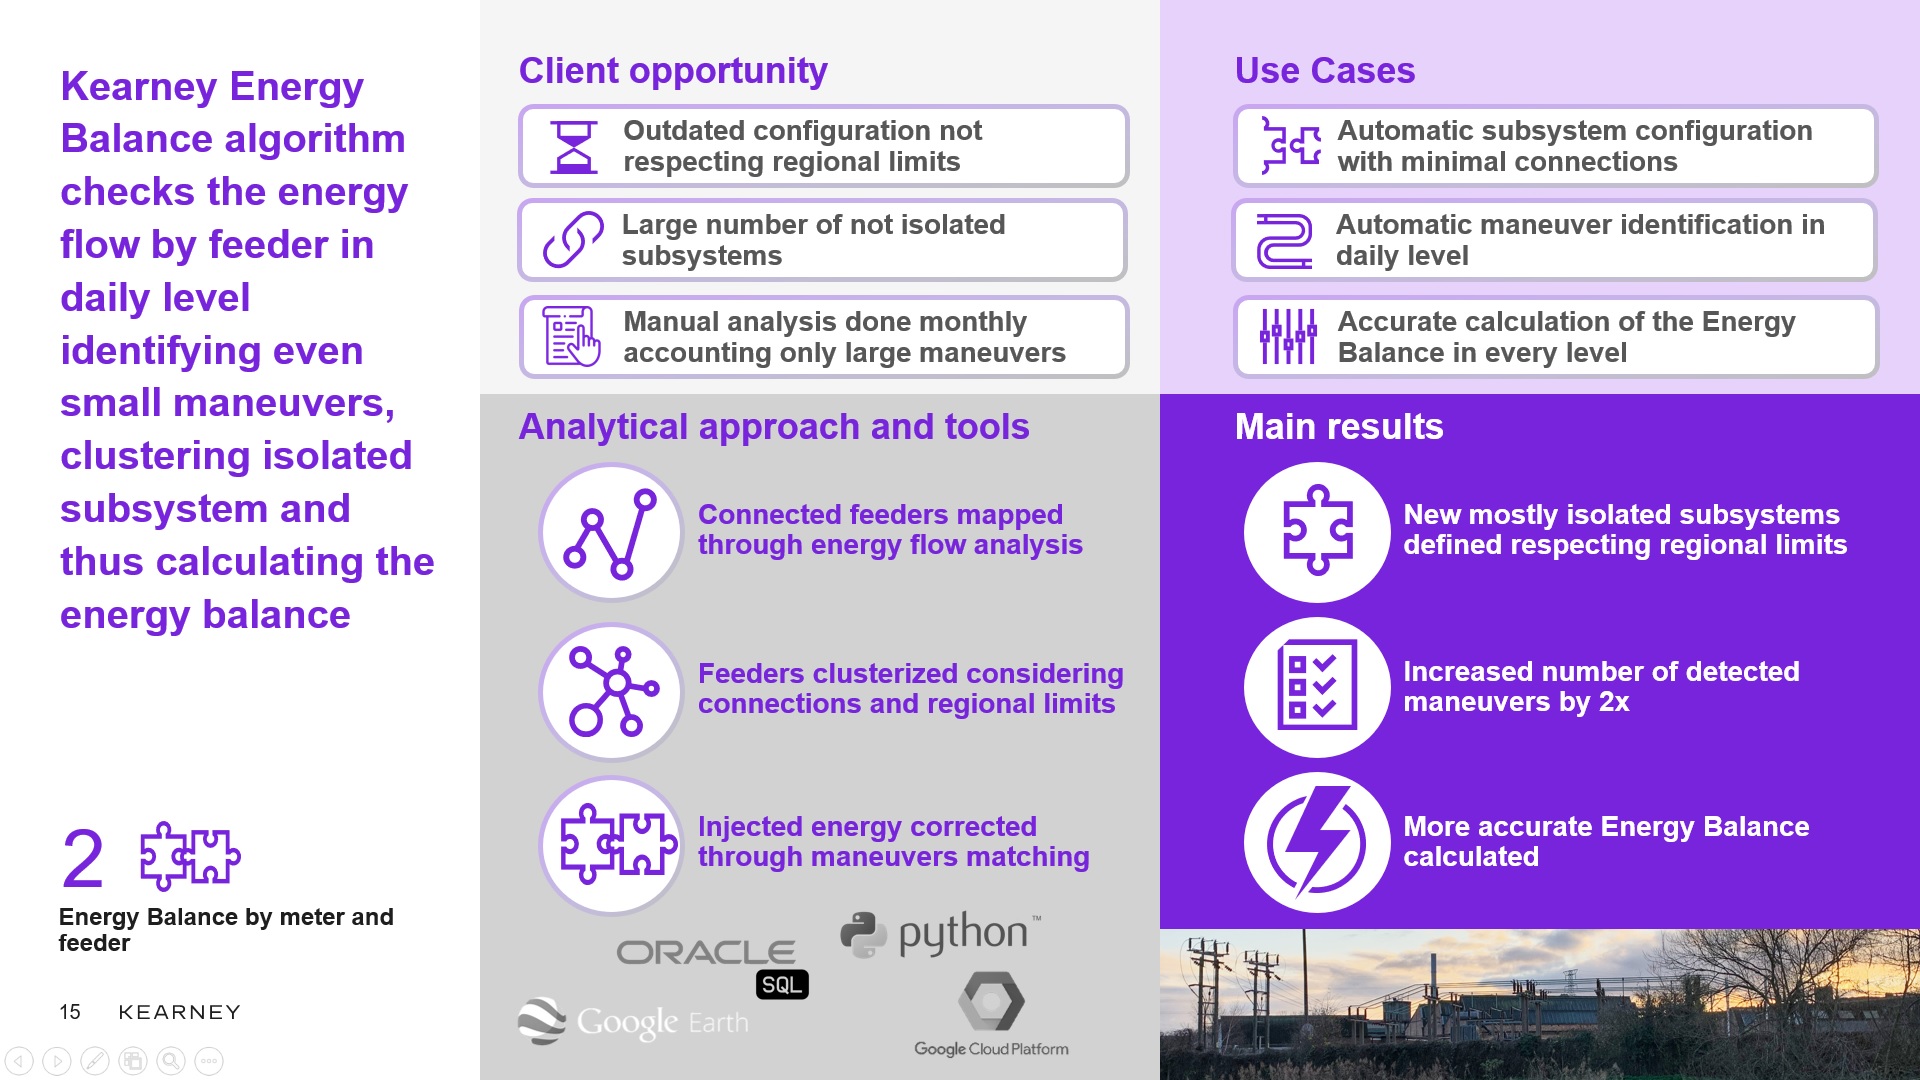 Kearney Energy
Balance algorithm
checks the energy
flow by feeder in
daily level
identifying even
small maneuvers,
clustering isolated
subsystem and
thus calculating the
energy balance
2
Energy Balance by meter and
feeder
15 KEARNEY
Client opportunity
Outdated configuration not
respecting regional limits
Large number of not isolated
subsystems
Manual analysis done monthly
accounting only large maneuvers
Use Cases
Automatic subsystem configuration
with minimal connections
Automatic maneuver identification in
daily level
Accurate calculation of the Energy
Balance in every level
Analytical approach and tools
Connected feeders mapped
through energy flow analysis
Feeders clusterized considering
connections and regional limits
Injected energy corrected
through maneuvers matching
ORACLE
SQL
python™
Google Earth
Google Cloud Platform
Main results
New mostly isolated subsystems
defined respecting regional limits
Increased number of detected
maneuvers by 2x
More accurate Energy Balance
calculated